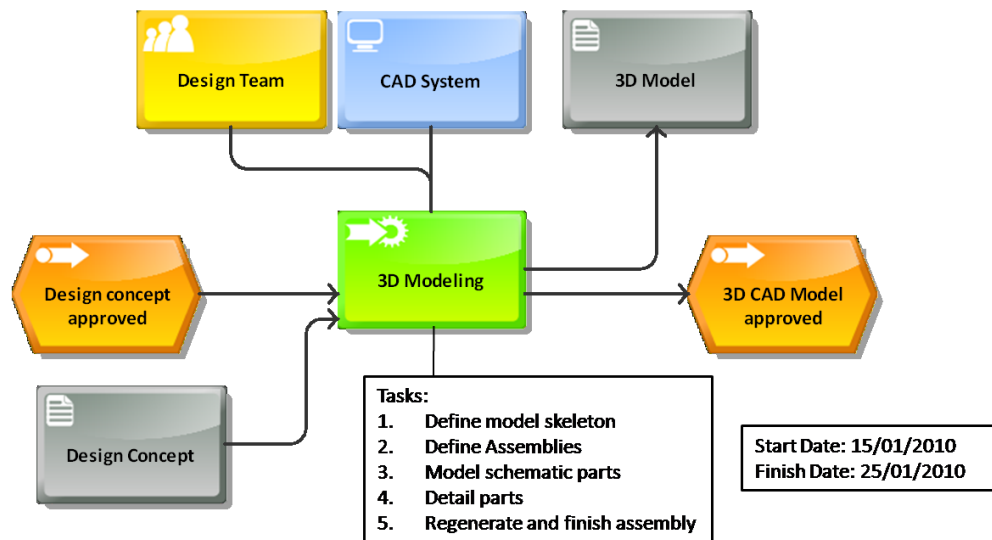 Design Team
CAD System
3D Model
Design concept
approved
3D Modeling
3D CAD Model
approved
Design Concept
Tasks:
1. Define model skeleton
2. Define Assemblies
3. Model schematic parts
4. Detail parts
5. Regenerate and finish assembly
Start Date: 15/01/2010
Finish Date: 25/01/2010